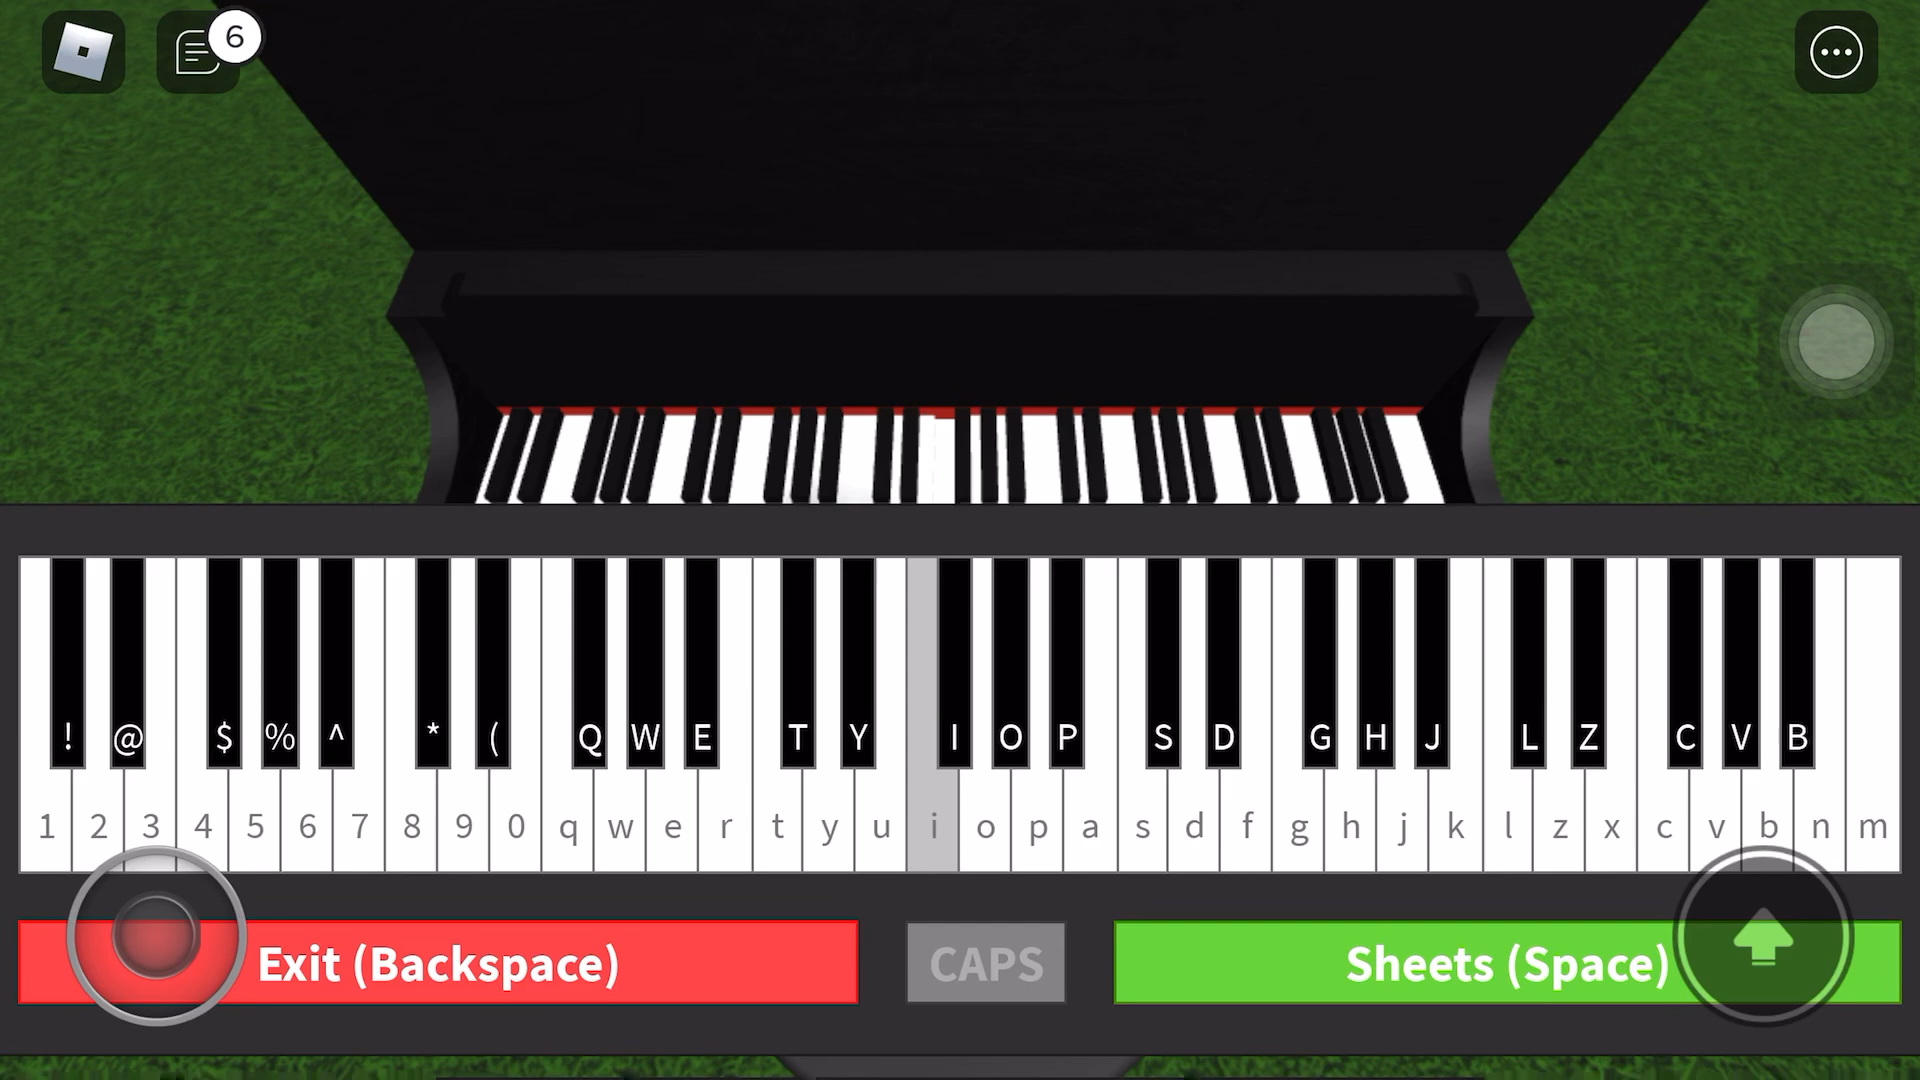 6
! @ $ % ^ * ( Q W E T Y I O P S D G H J L Z C V B
1 2 3 4 5 6 7 8 9 0 q w e r t y u i o p a s d f g h j k l z x c v b n m
Exit (Backspace)
CAPS
Sheets (Space)